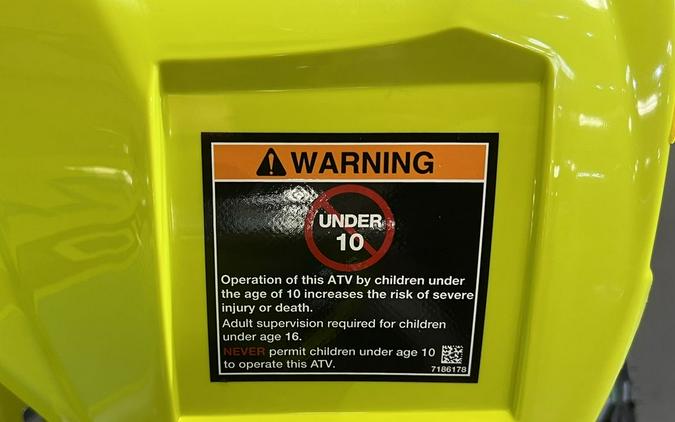 WARNING
UNDER
10
Operation of this ATV by children under
the age of 10 increases the risk of severe
injury or death.
Adult supervision required for children
under age 16.
NEVER permit children under age 10
to operate this ATV.
7186178